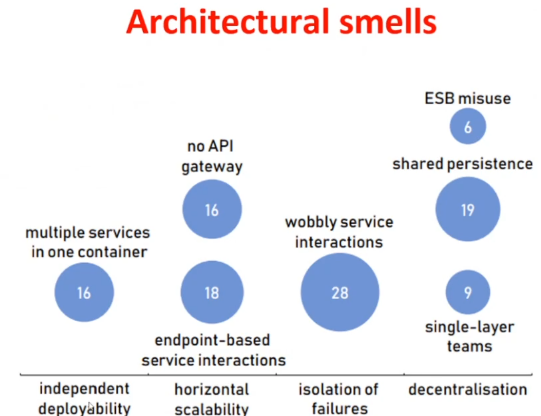 Architectural smells
ESB misuse
6
no API
gateway
shared persistence
16
19
wobbly service
interactions
multiple services
in one container
16
18
28
9
endpoint-based
service interactions
single-layer
teams
independent
deployability
horizontal
scalability
isolation of
failures
decentralisation